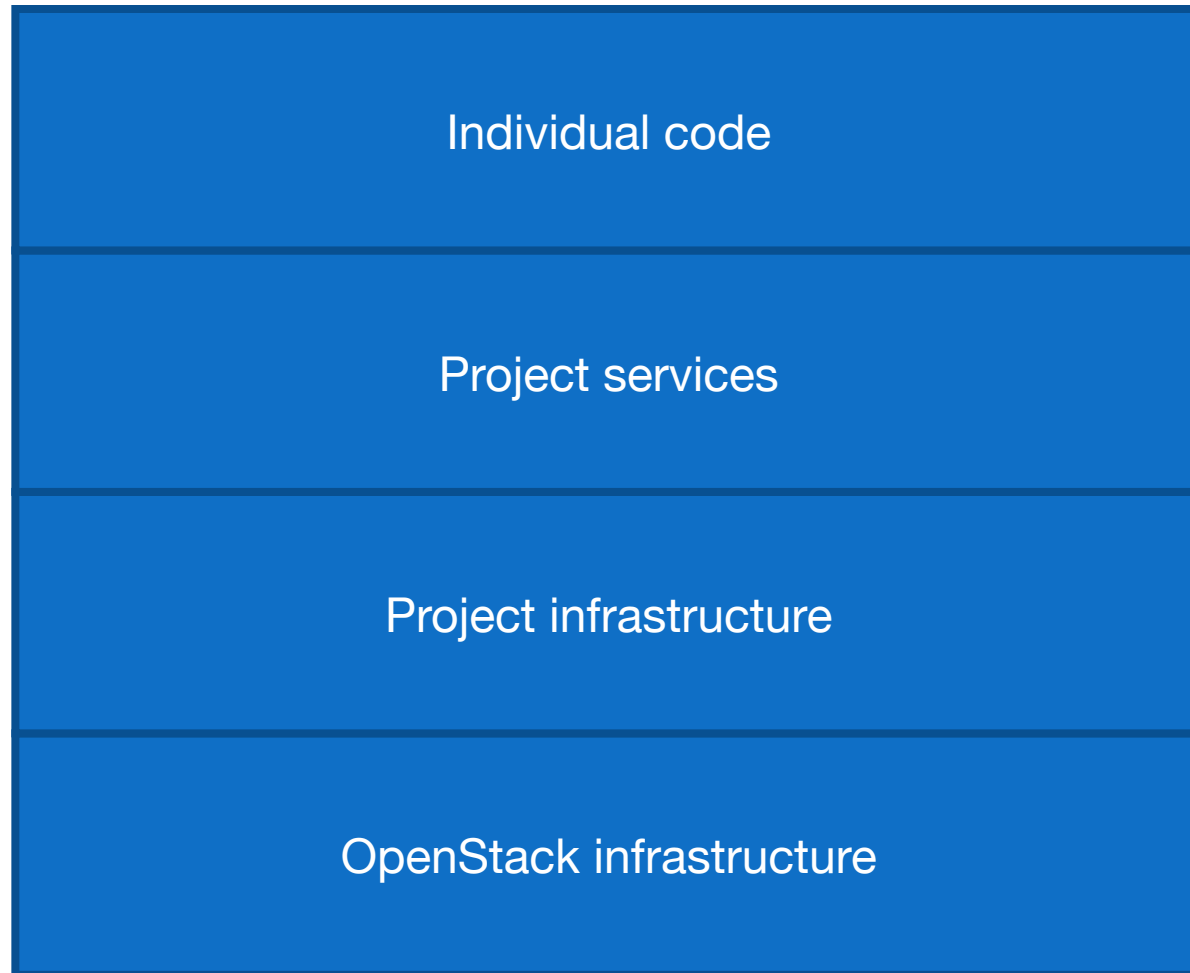 Individual code
Project services
Project infrastructure
OpenStack infrastructure